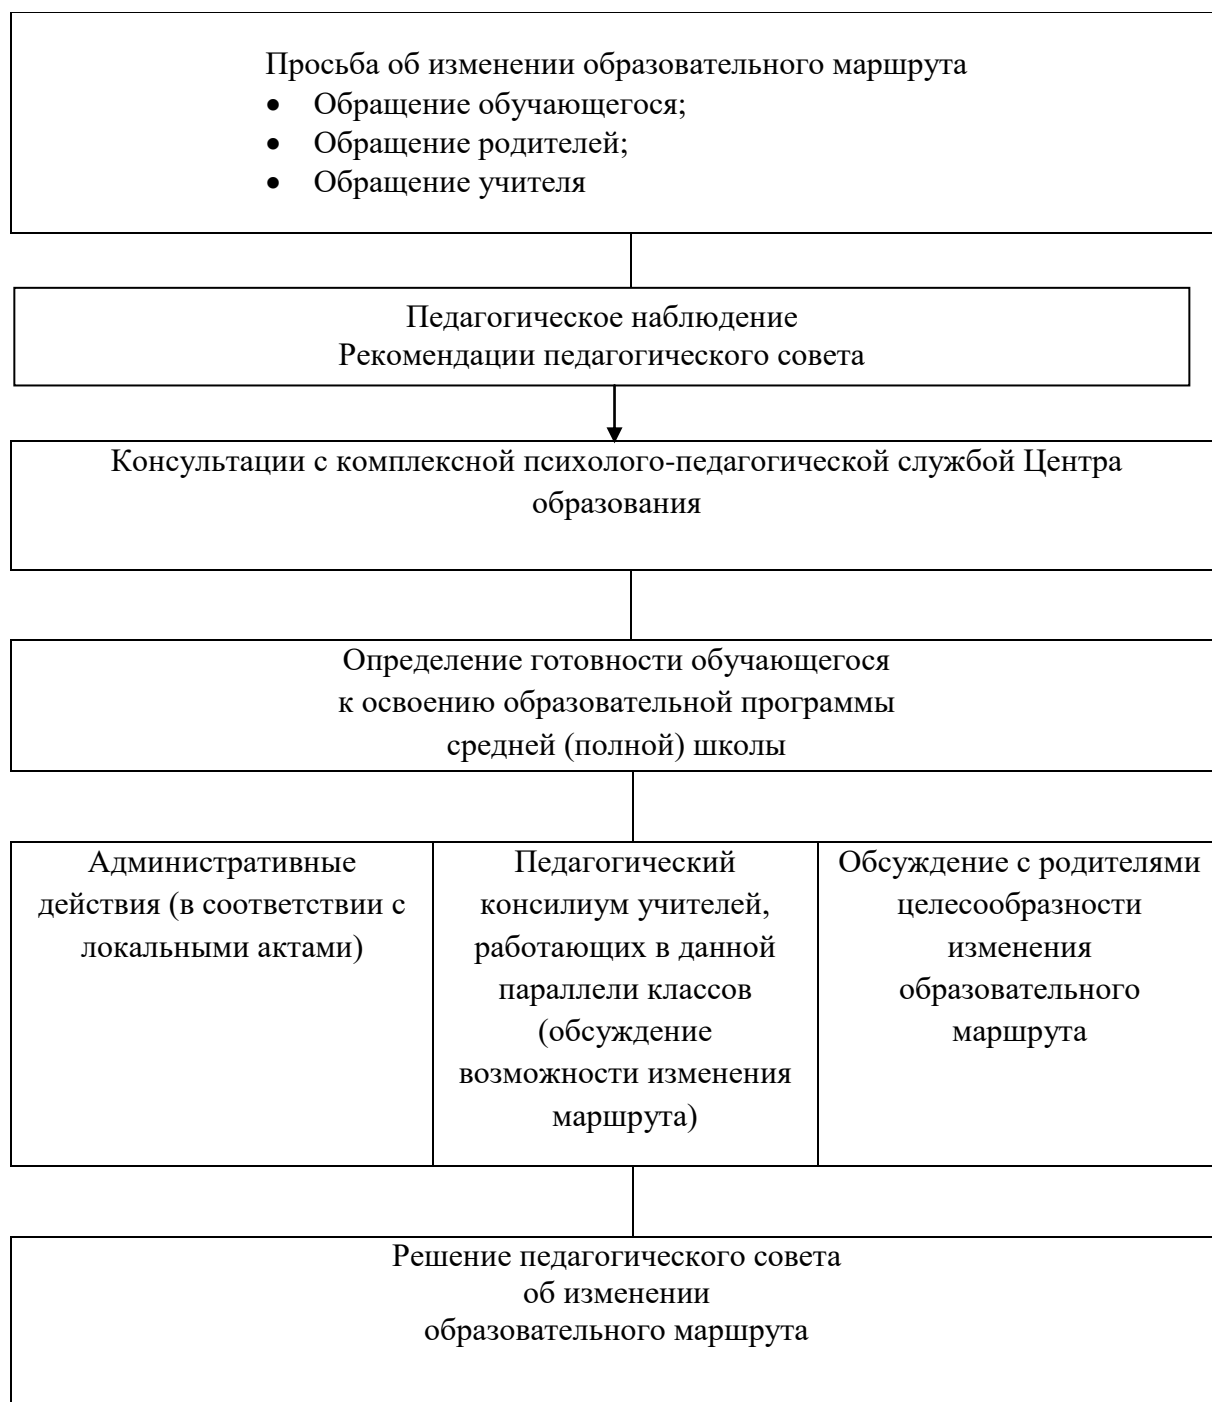 Просьба об изменении образовательного маршрута
• Обращение обучающегося;
• Обращение родителей;
• Обращение учителя
Педагогическое наблюдение
Рекомендации педагогического совета
Консультации с комплексной психолого-педагогической службой Центра
образования
Определение готовности обучающегося
к освоению образовательной программы
средней (полной) школы
Административные
действия (в соответствии с
локальными актами)
Педагогический
консилиум учителей,
работающих в данной
параллели классов
(обсуждение
возможности изменения
маршрута)
Обсуждение с родителями
целесообразности
изменения
образовательного
маршрута
Решение педагогического совета
об изменении
образовательного маршрута